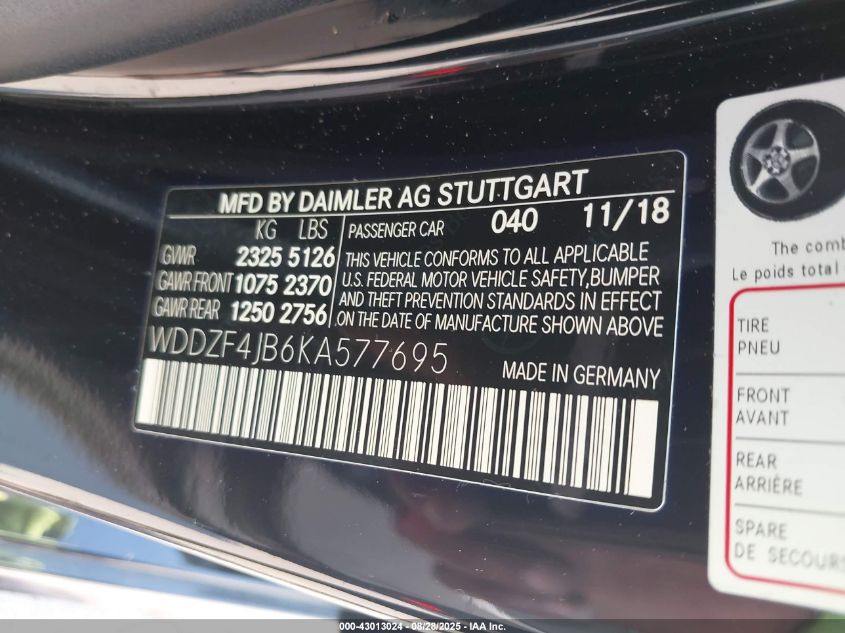 MFD BY DAIMLER AG STUTTGART
KG LBS
GVWR 2325 5126
GAWR FRONT 1075 2370
GAWR REAR 1250 2756
PASSENGER CAR 040 11/18
THIS VEHICLE CONFORMS TO ALL APPLICABLE
U.S. FEDERAL MOTOR VEHICLE SAFETY,BUMPER
AND THEFT PREVENTION STANDARDS IN EFFECT
ON THE DATE OF MANUFACTURE SHOWN ABOVE
WDDZF4JB6KA577695
MADE IN GERMANY
The comb
Le poids total
TIRE
PNEU
FRONT
AVANT
REAR
ARRIÈRE
SPARE
DE SECOURS
000-43013024 - 08/28/2025 - IAA Inc.